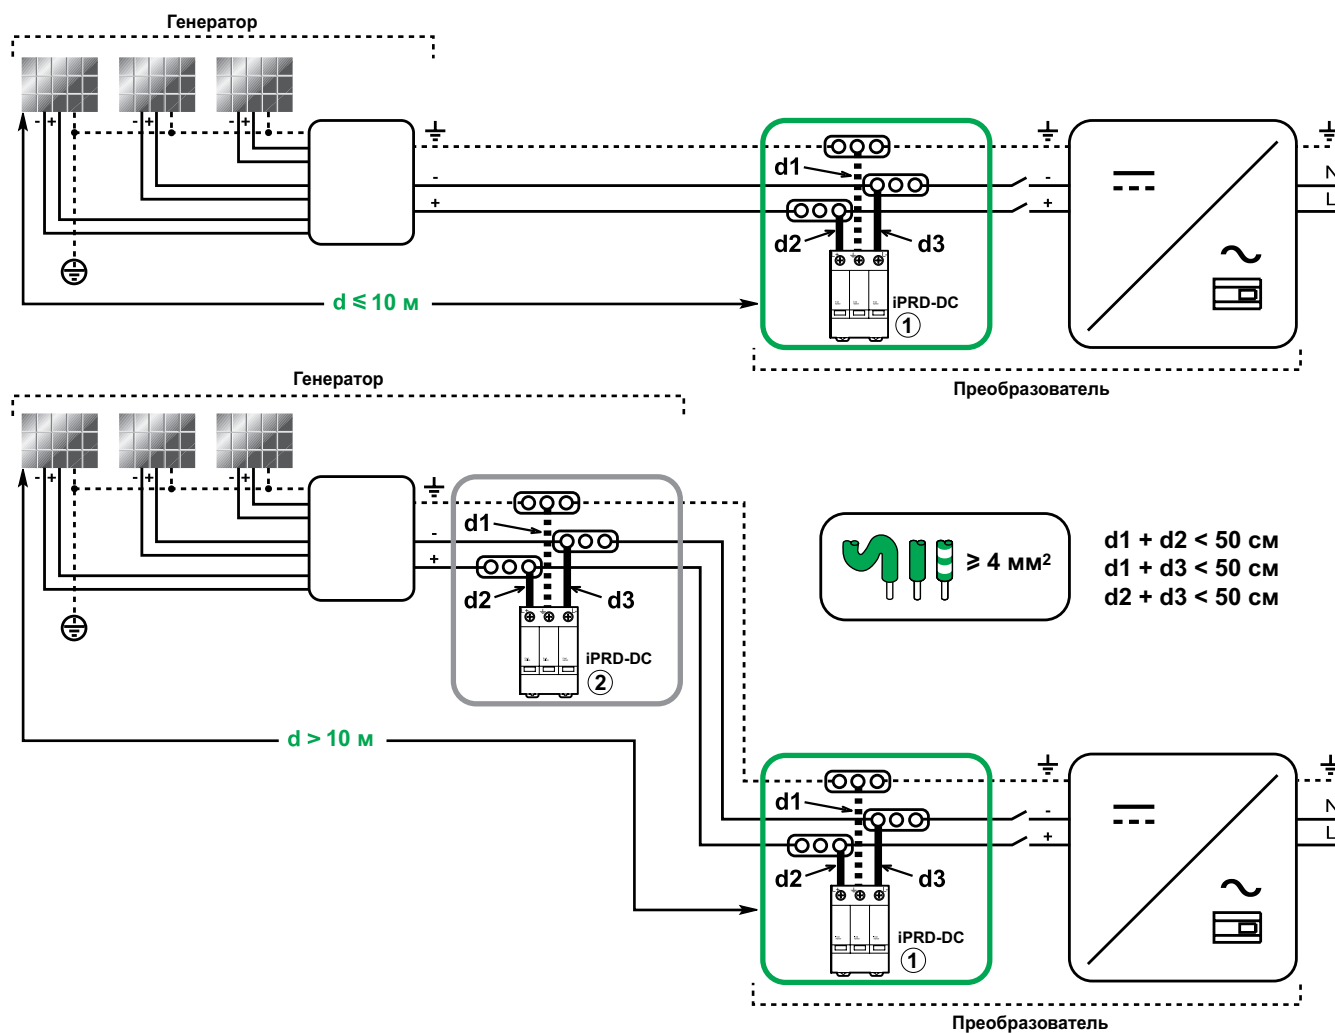 Генератор
- + - + - +
-
+
d1
d2
d3
iPRD-DC
1
d ≤ 10 м
-
+
N
L
Преобразователь
Генератор
- + - + - +
-
+
d1
d2
d3
iPRD-DC
2
≥ 4 мм²
d1 + d2 < 50 см
d1 + d3 < 50 см
d2 + d3 < 50 см
d > 10 м
d1
d2
d3
iPRD-DC
1
-
+
N
L
Преобразователь